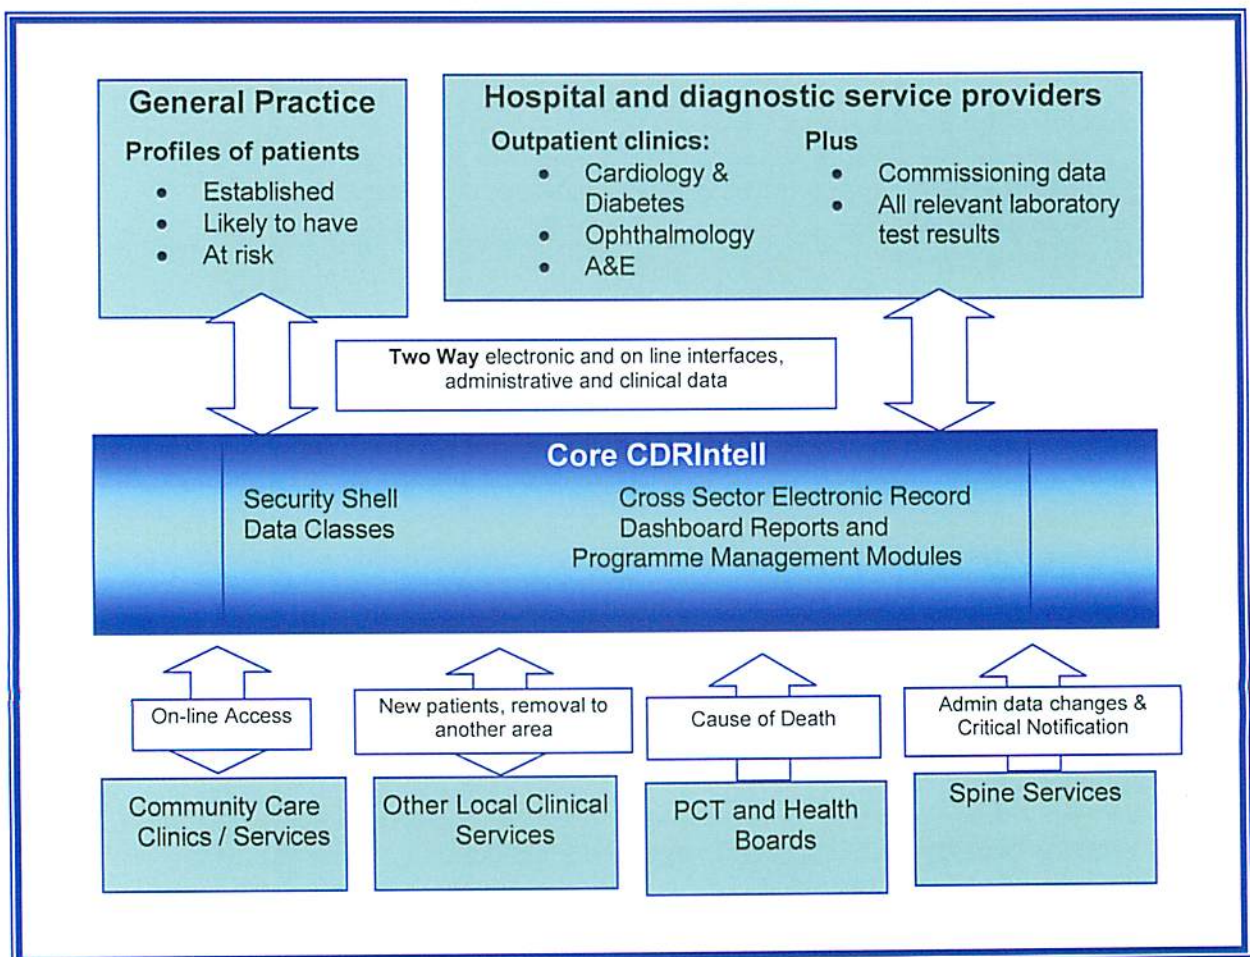 General Practice
Profiles of patients
• Established
• Likely to have
• At risk
Hospital and diagnostic service providers
Outpatient clinics:
• Cardiology &
Diabetes
• Ophthalmology
• A&E
Plus
• Commissioning data
• All relevant laboratory
test results
Two Way electronic and on line interfaces,
administrative and clinical data
Core CDRIntell
Security Shell
Data Classes
Cross Sector Electronic Record
Dashboard Reports and
Programme Management Modules
On-line Access
New patients, removal to
another area
Cause of Death
Admin data changes &
Critical Notification
Community Care
Clinics / Services
Other Local Clinical
Services
PCT and Health
Boards
Spine Services